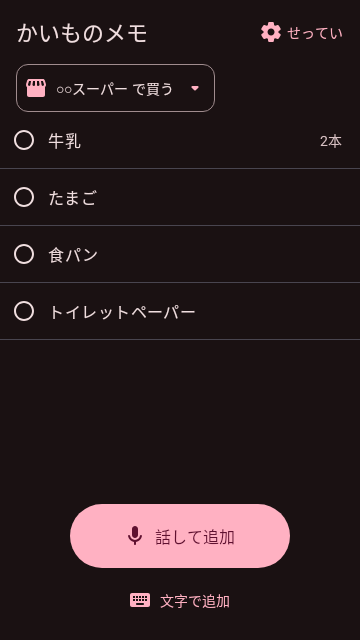 かいものメモ
せってい
○○スーパー で買う
牛乳
2本
たまご
食パン
トイレットペーパー
話して追加
文字で追加